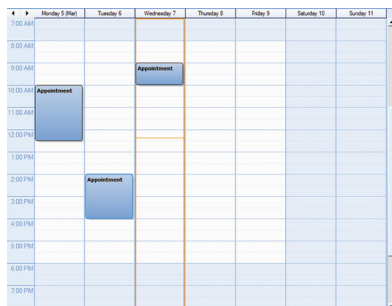 Monday 5 (Mar) Tuesday 6 Wednesday 7 Thursday 8 Friday 9 Saturday 10 Sunday 11
7:00 AM
8:00 AM
9:00 AM Appointment
10:00 AM Appointment
11:00 AM
12:00 PM
1:00 PM
2:00 PM Appointment
3:00 PM
4:00 PM
5:00 PM
6:00 PM
7:00 PM